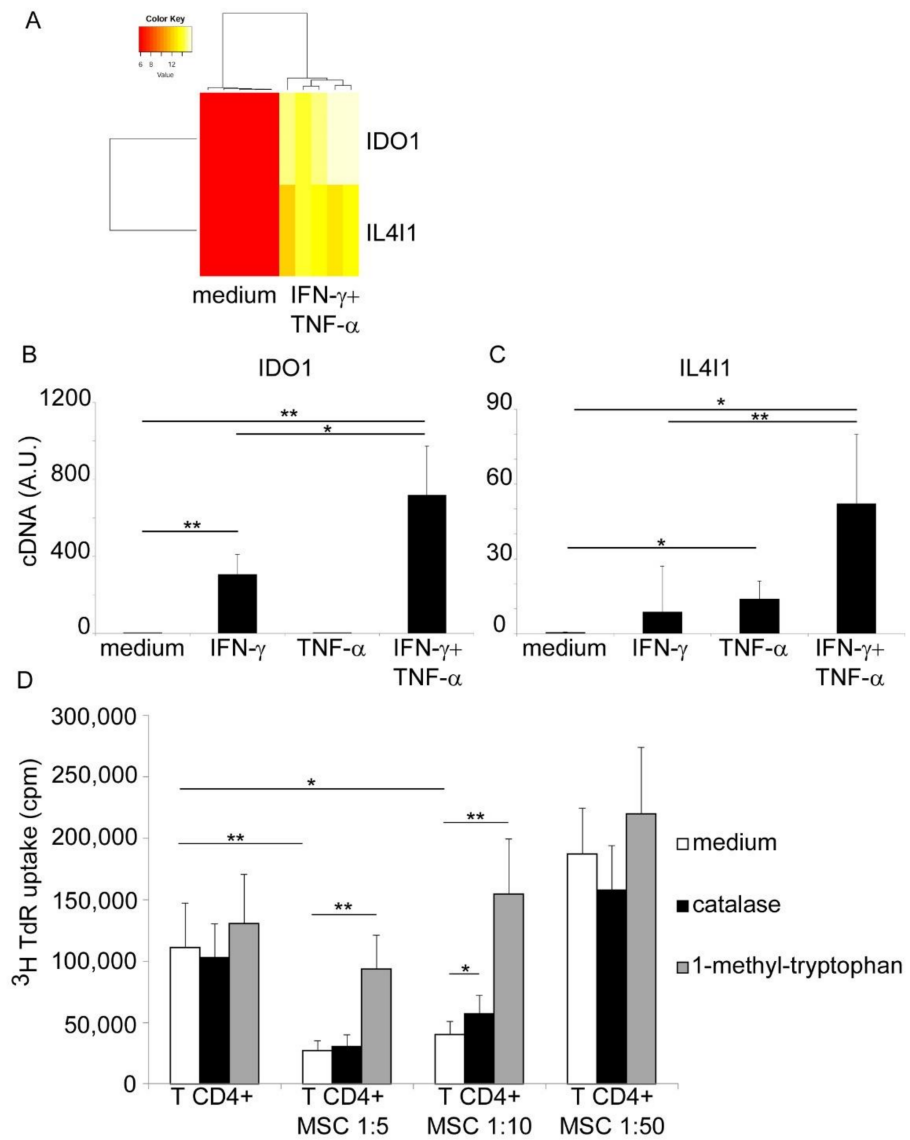 A
Color Key
6 8 12
Value
IDO1
IL4I1
medium IFN-γ+
TNF-α
B
IDO1
cDNA (A.U.)
1200
800
400
0
**
*
**
medium IFN-γ TNF-α IFN-γ+
TNF-α
C
IL4I1
90
60
30
0
*
**
*
medium IFN-γ TNF-α IFN-γ+
TNF-α
D
³H TdR uptake (cpm)
300,000
250,000
200,000
150,000
100,000
50,000
0
*
**
**
**
*
medium
catalase
1-methyl-tryptophan
T CD4+ T CD4+ T CD4+ T CD4+
MSC 1:5 MSC 1:10 MSC 1:50